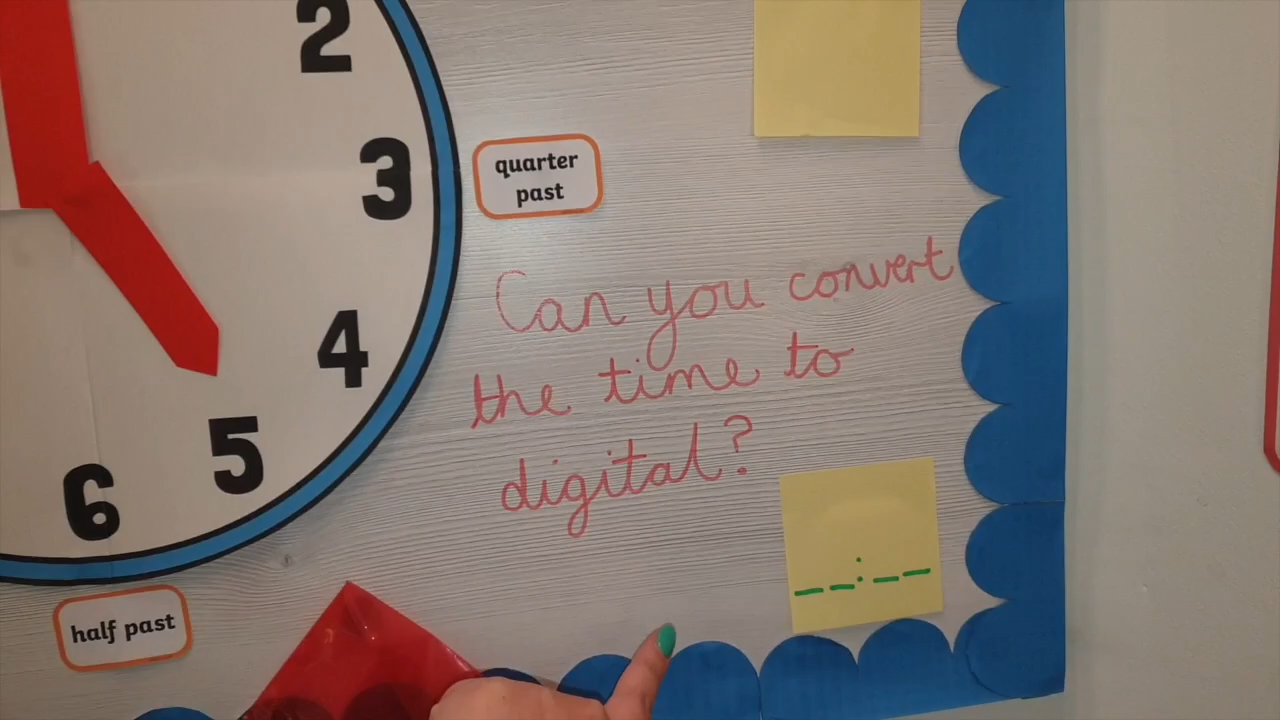 2
3
4
5
6
quarter
past
Can you convert
the time to
digital?
__:__
half past